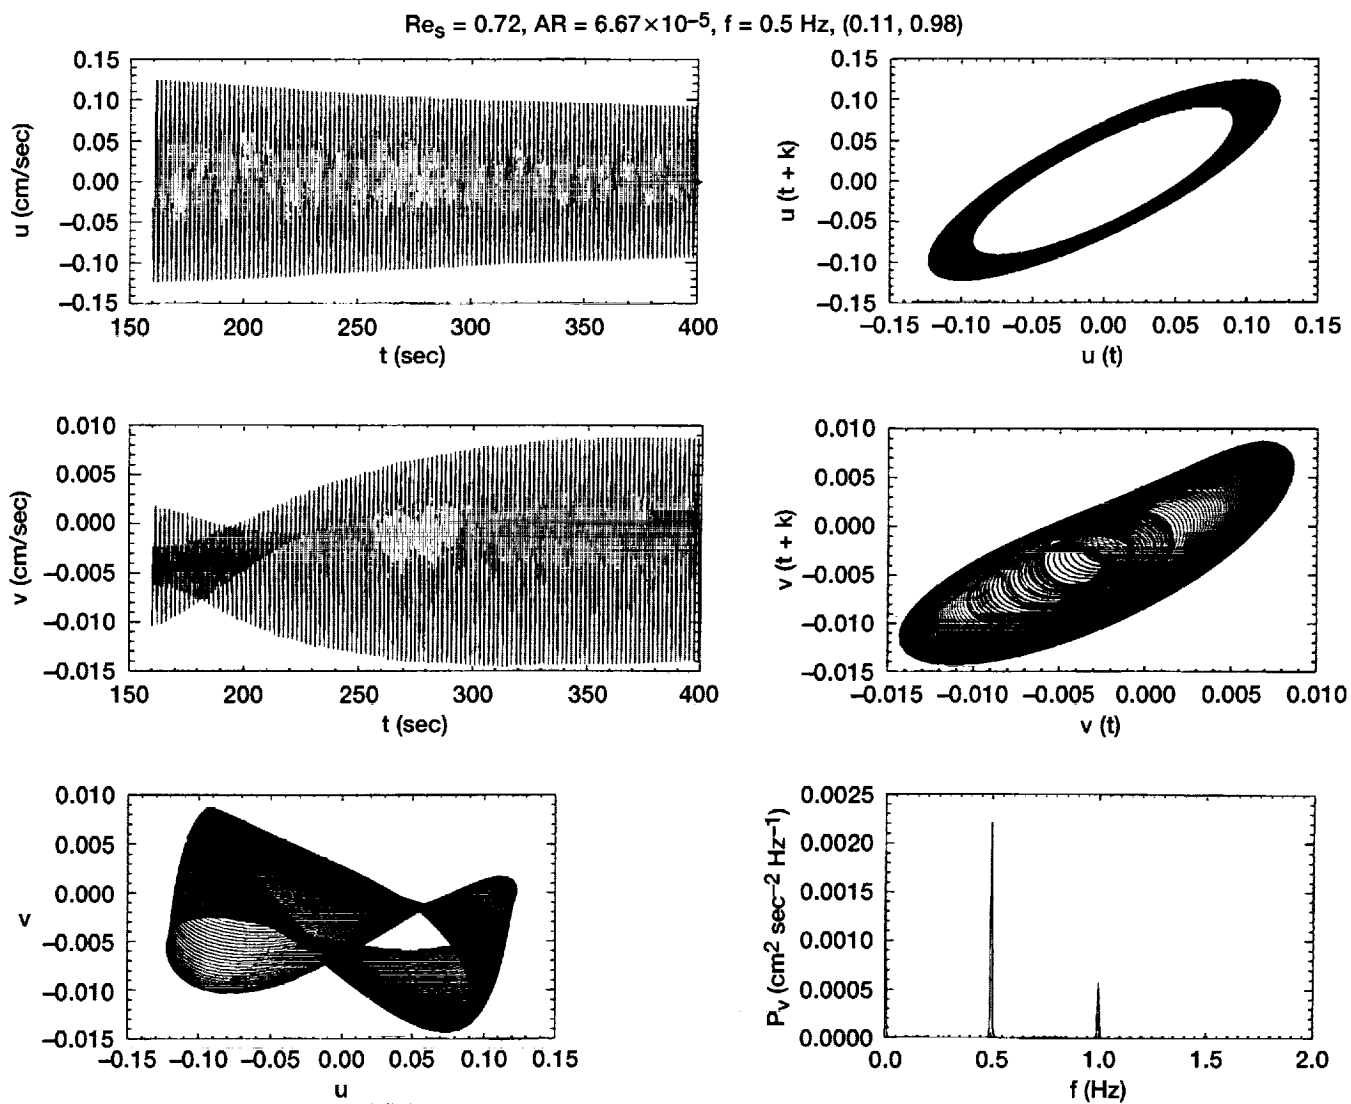 Re_s = 0.72, AR = 6.67×10⁻⁵, f = 0.5 Hz, (0.11, 0.98)
u (cm/sec)
0.15
0.10
0.05
0.00
−0.05
−0.10
−0.15
150 200 250 300 350 400
t (sec)
u (t + k)
0.15
0.10
0.05
0.00
−0.05
−0.10
−0.15
−0.15 −0.10 −0.05 0.00 0.05 0.10 0.15
u (t)
v (cm/sec)
0.010
0.005
0.000
−0.005
−0.010
−0.015
150 200 250 300 350 400
t (sec)
v (t + k)
0.010
0.005
0.000
−0.005
−0.010
−0.015
−0.015 −0.010 −0.005 0.000 0.005 0.010
v (t)
v
0.010
0.005
0.000
−0.005
−0.010
−0.015
−0.15 −0.10 −0.05 0.00 0.05 0.10 0.15
u
P_v (cm² sec⁻² Hz⁻¹)
0.0025
0.0020
0.0015
0.0010
0.0005
0.0000
0.0 0.5 1.0 1.5 2.0
f (Hz)